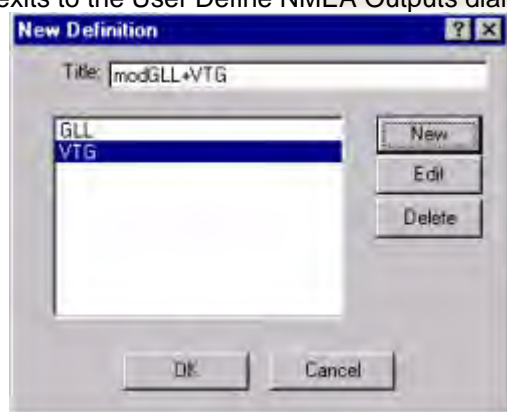 exits to the User Define NMEA Outputs dial
New Definition
Title: modGLL+VTG
GLL
VTG
New
Edit
Delete
OK
Cancel